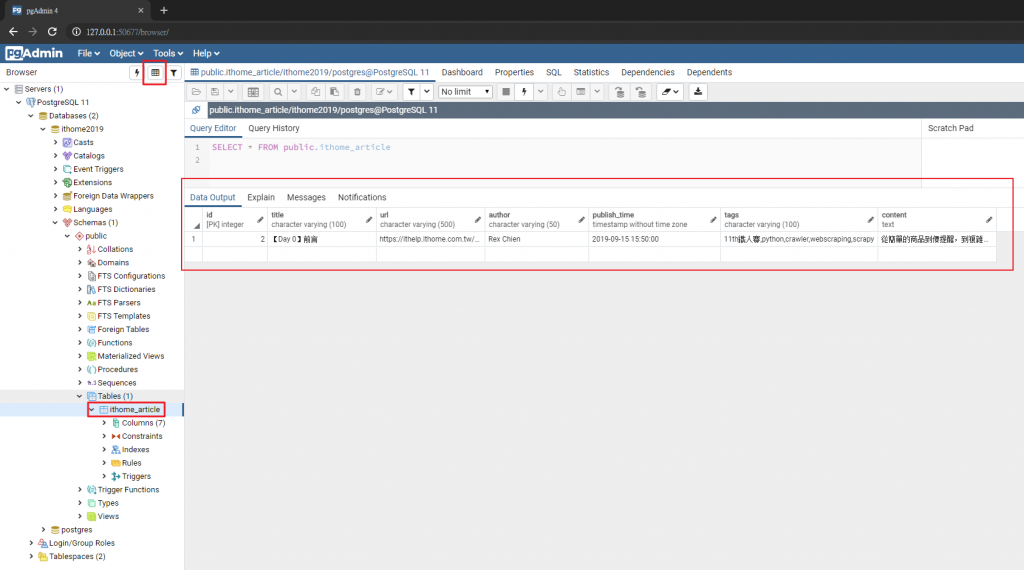 pgAdmin 4
127.0.0.1:50677/browser/
pgAdmin File Object Tools Help
Browser
public.ithome_article/ithome2019/postgres@PostgreSQL 11 Dashboard Properties SQL Statistics Dependencies Dependents
No limit
public.ithome_article/ithome2019/postgres@PostgreSQL 11
Query Editor Query History Scratch Pad
1 SELECT * FROM public.ithome_article
2
Data Output Explain Messages Notifications
id title url author publish_time tags content
[PK] integer character varying (100) character varying (500) character varying (50) timestamp without time zone character varying (100) text
1 2 【Day 0】前言 https://ithelp.ithome.com.tw/... Rex Chien 2019-09-15 15:50:00 11th鐵人賽,python,crawler,webscraping,scrapy 從簡單的商品到價提醒，到複雜...
Servers (1)
PostgreSQL 11
Databases (2)
ithome2019
Casts
Catalogs
Event Triggers
Extensions
Foreign Data Wrappers
Languages
Schemas (1)
public
Collations
Domains
FTS Configurations
FTS Dictionaries
FTS Parsers
FTS Templates
Foreign Tables
Functions
Materialized Views
Procedures
Sequences
Tables (1)
ithome_article
Columns (7)
Constraints
Indexes
Rules
Triggers
Trigger Functions
Types
Views
postgres
Login/Group Roles
Tablespaces (2)